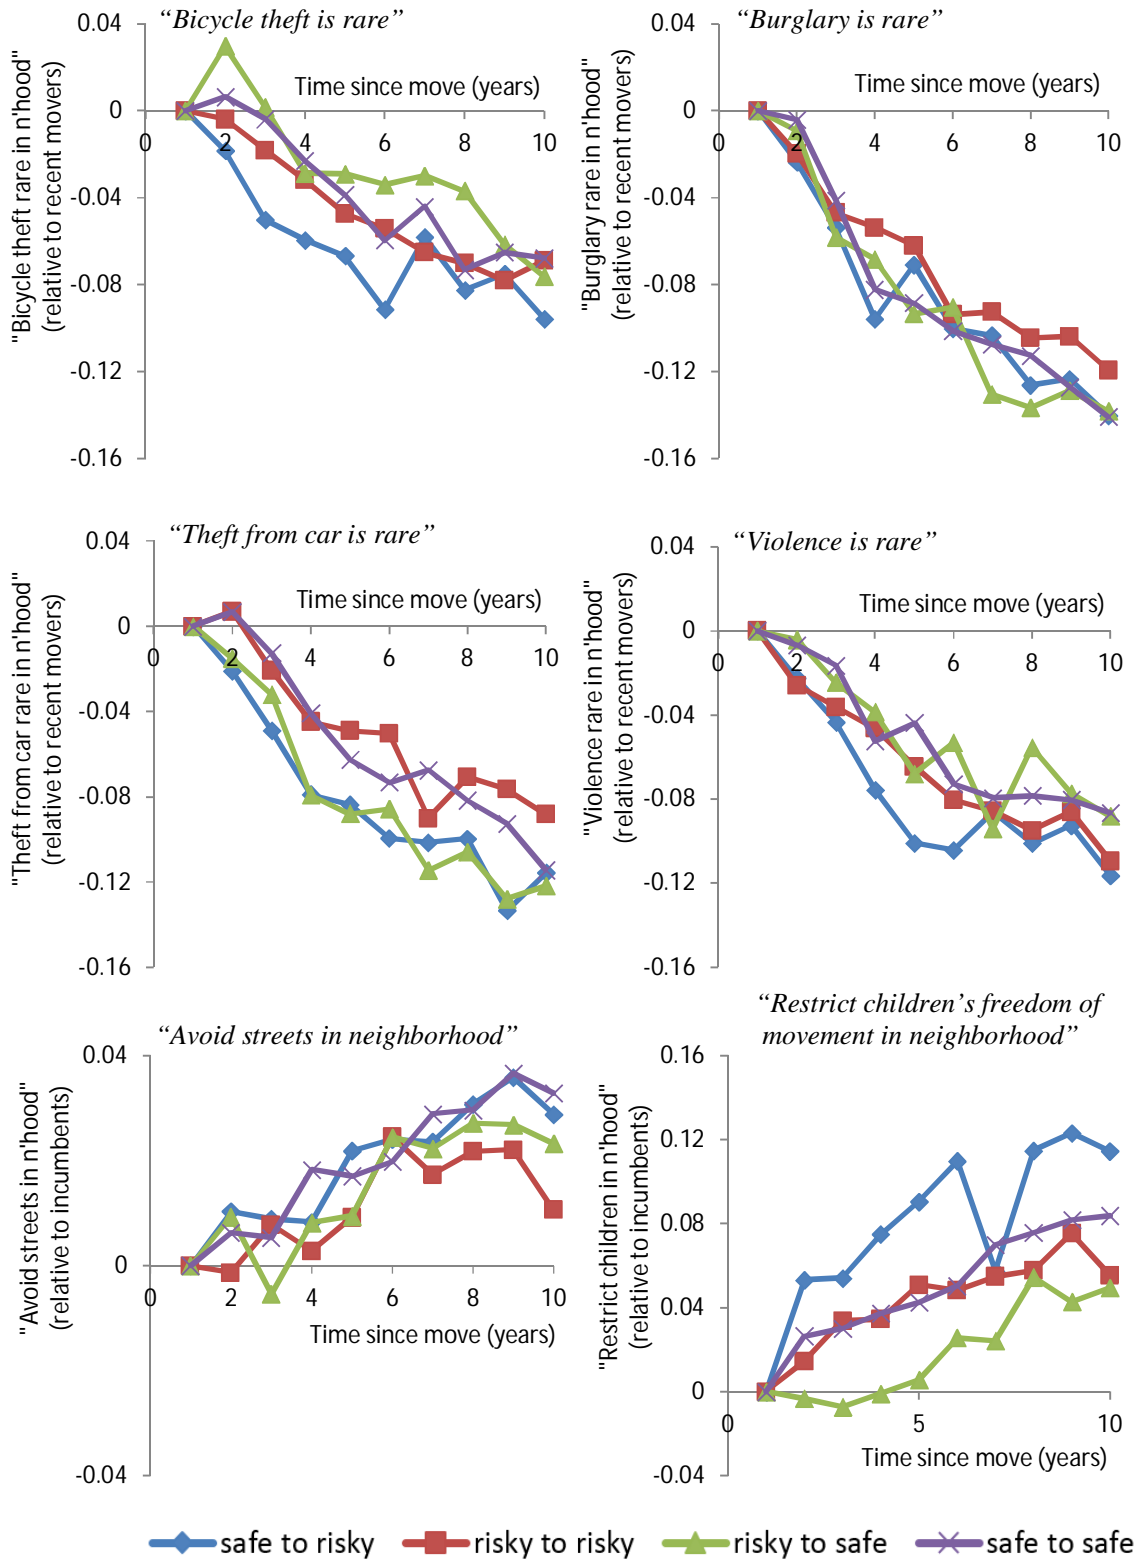 “Bicycle theft is rare”
"Bicycle theft rare in n'hood"
(relative to recent movers)
Time since move (years)
0.04
0
-0.04
-0.08
-0.12
-0.16
0 2 4 6 8 10
“Burglary is rare”
"Burglary rare in n'hood"
(relative to recent movers)
Time since move (years)
0.04
0
-0.04
-0.08
-0.12
-0.16
0 2 4 6 8 10
“Theft from car is rare”
"Theft from car rare in n'hood"
(relative to recent movers)
Time since move (years)
0.04
0
-0.04
-0.08
-0.12
-0.16
0 2 4 6 8 10
“Violence is rare”
"Violence rare in n'hood"
(relative to recent movers)
Time since move (years)
0.04
0
-0.04
-0.08
-0.12
-0.16
0 2 4 6 8 10
“Avoid streets in neighborhood”
"Avoid streets in n'hood"
(relative to incumbents)
0.04
0
-0.04
0 2 4 6 8 10
Time since move (years)
“Restrict children’s freedom of
movement in neighborhood”
"Restrict children in n'hood"
(relative to incumbents)
0.16
0.12
0.08
0.04
0
-0.04
0 5 10
Time since move (years)
safe to risky risky to risky risky to safe safe to safe